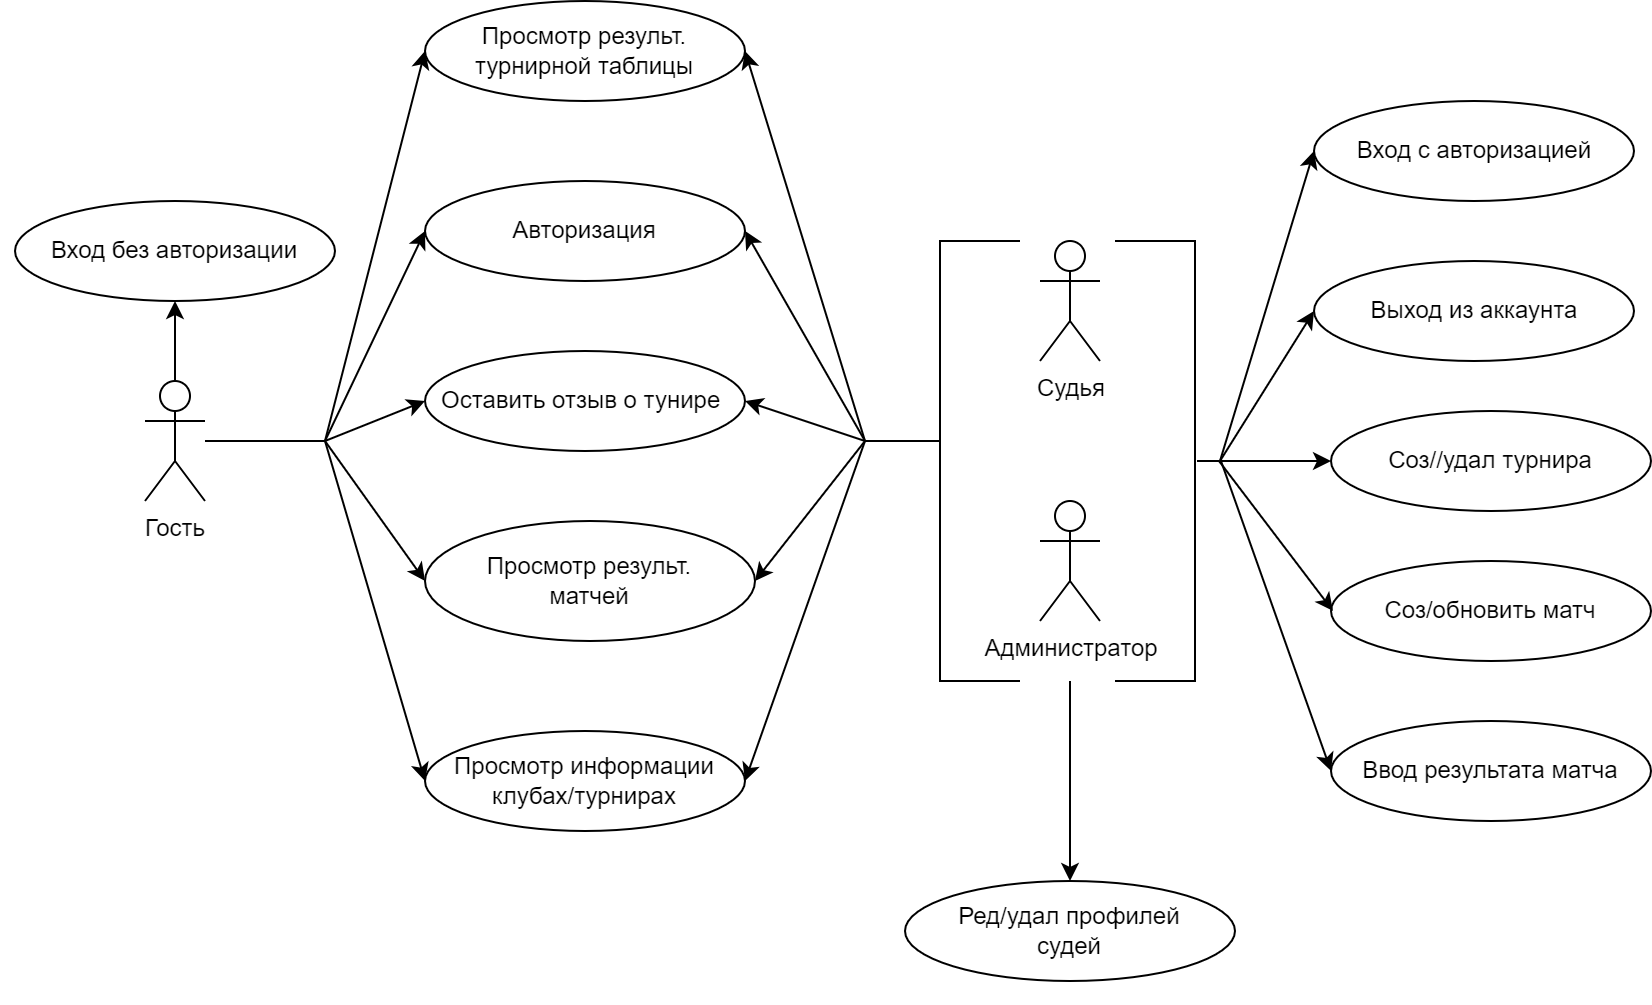 Просмотр результ.
турнирной таблицы
Вход с авторизацией
Авторизация
Вход без авторизации
Выход из аккаунта
Судья
Оставить отзыв о тунире
Соз//удал турнира
Гость
Просмотр результ.
матчей
Соз/обновить матч
Администратор
Просмотр информации
клубах/турнирах
Ввод результата матча
Ред/удал профилей
судей